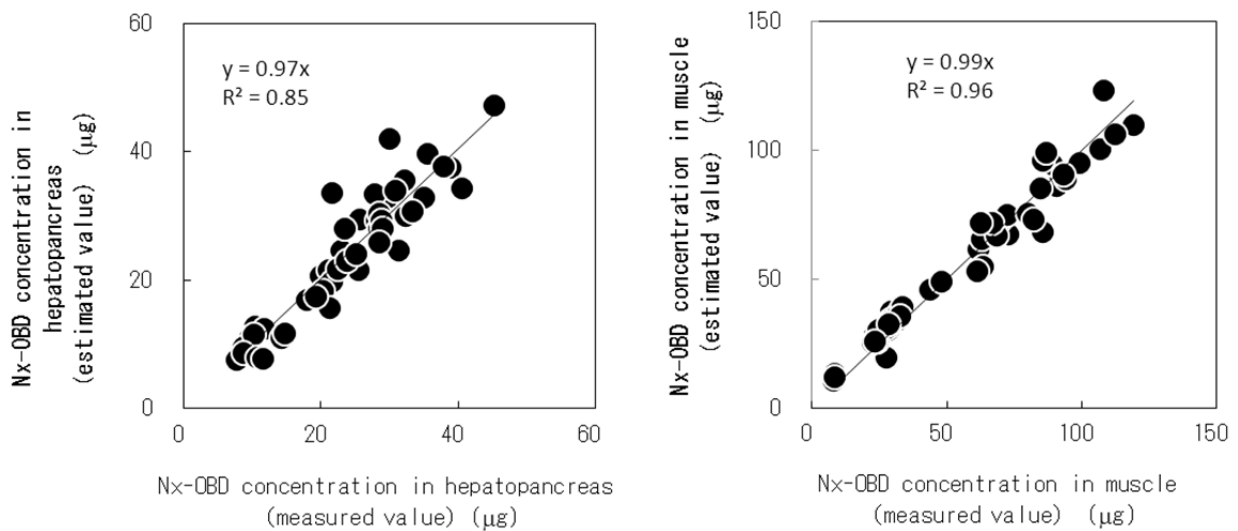 Nx-OBD concentration in
hepatopancreas
(estimated value) (μg)
60
40
20
0
y = 0.97x
R² = 0.85
0 20 40 60
Nx-OBD concentration in hepatopancreas
(measured value) (μg)
Nx-OBD concentration in muscle
(estimated value) (μg)
150
100
50
0
y = 0.99x
R² = 0.96
0 50 100 150
Nx-OBD concentration in muscle
(measured value) (μg)